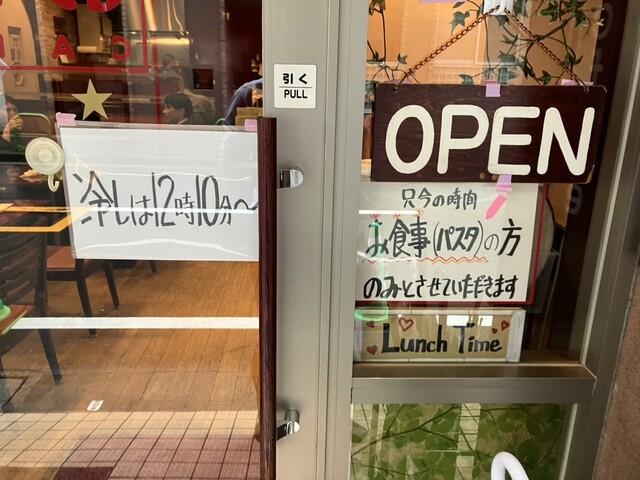 引く
PULL
OPEN
冷しは12時10分〜
只今の時間
お食事(パスタ)の方
のみとさせていただきます
Lunch Time